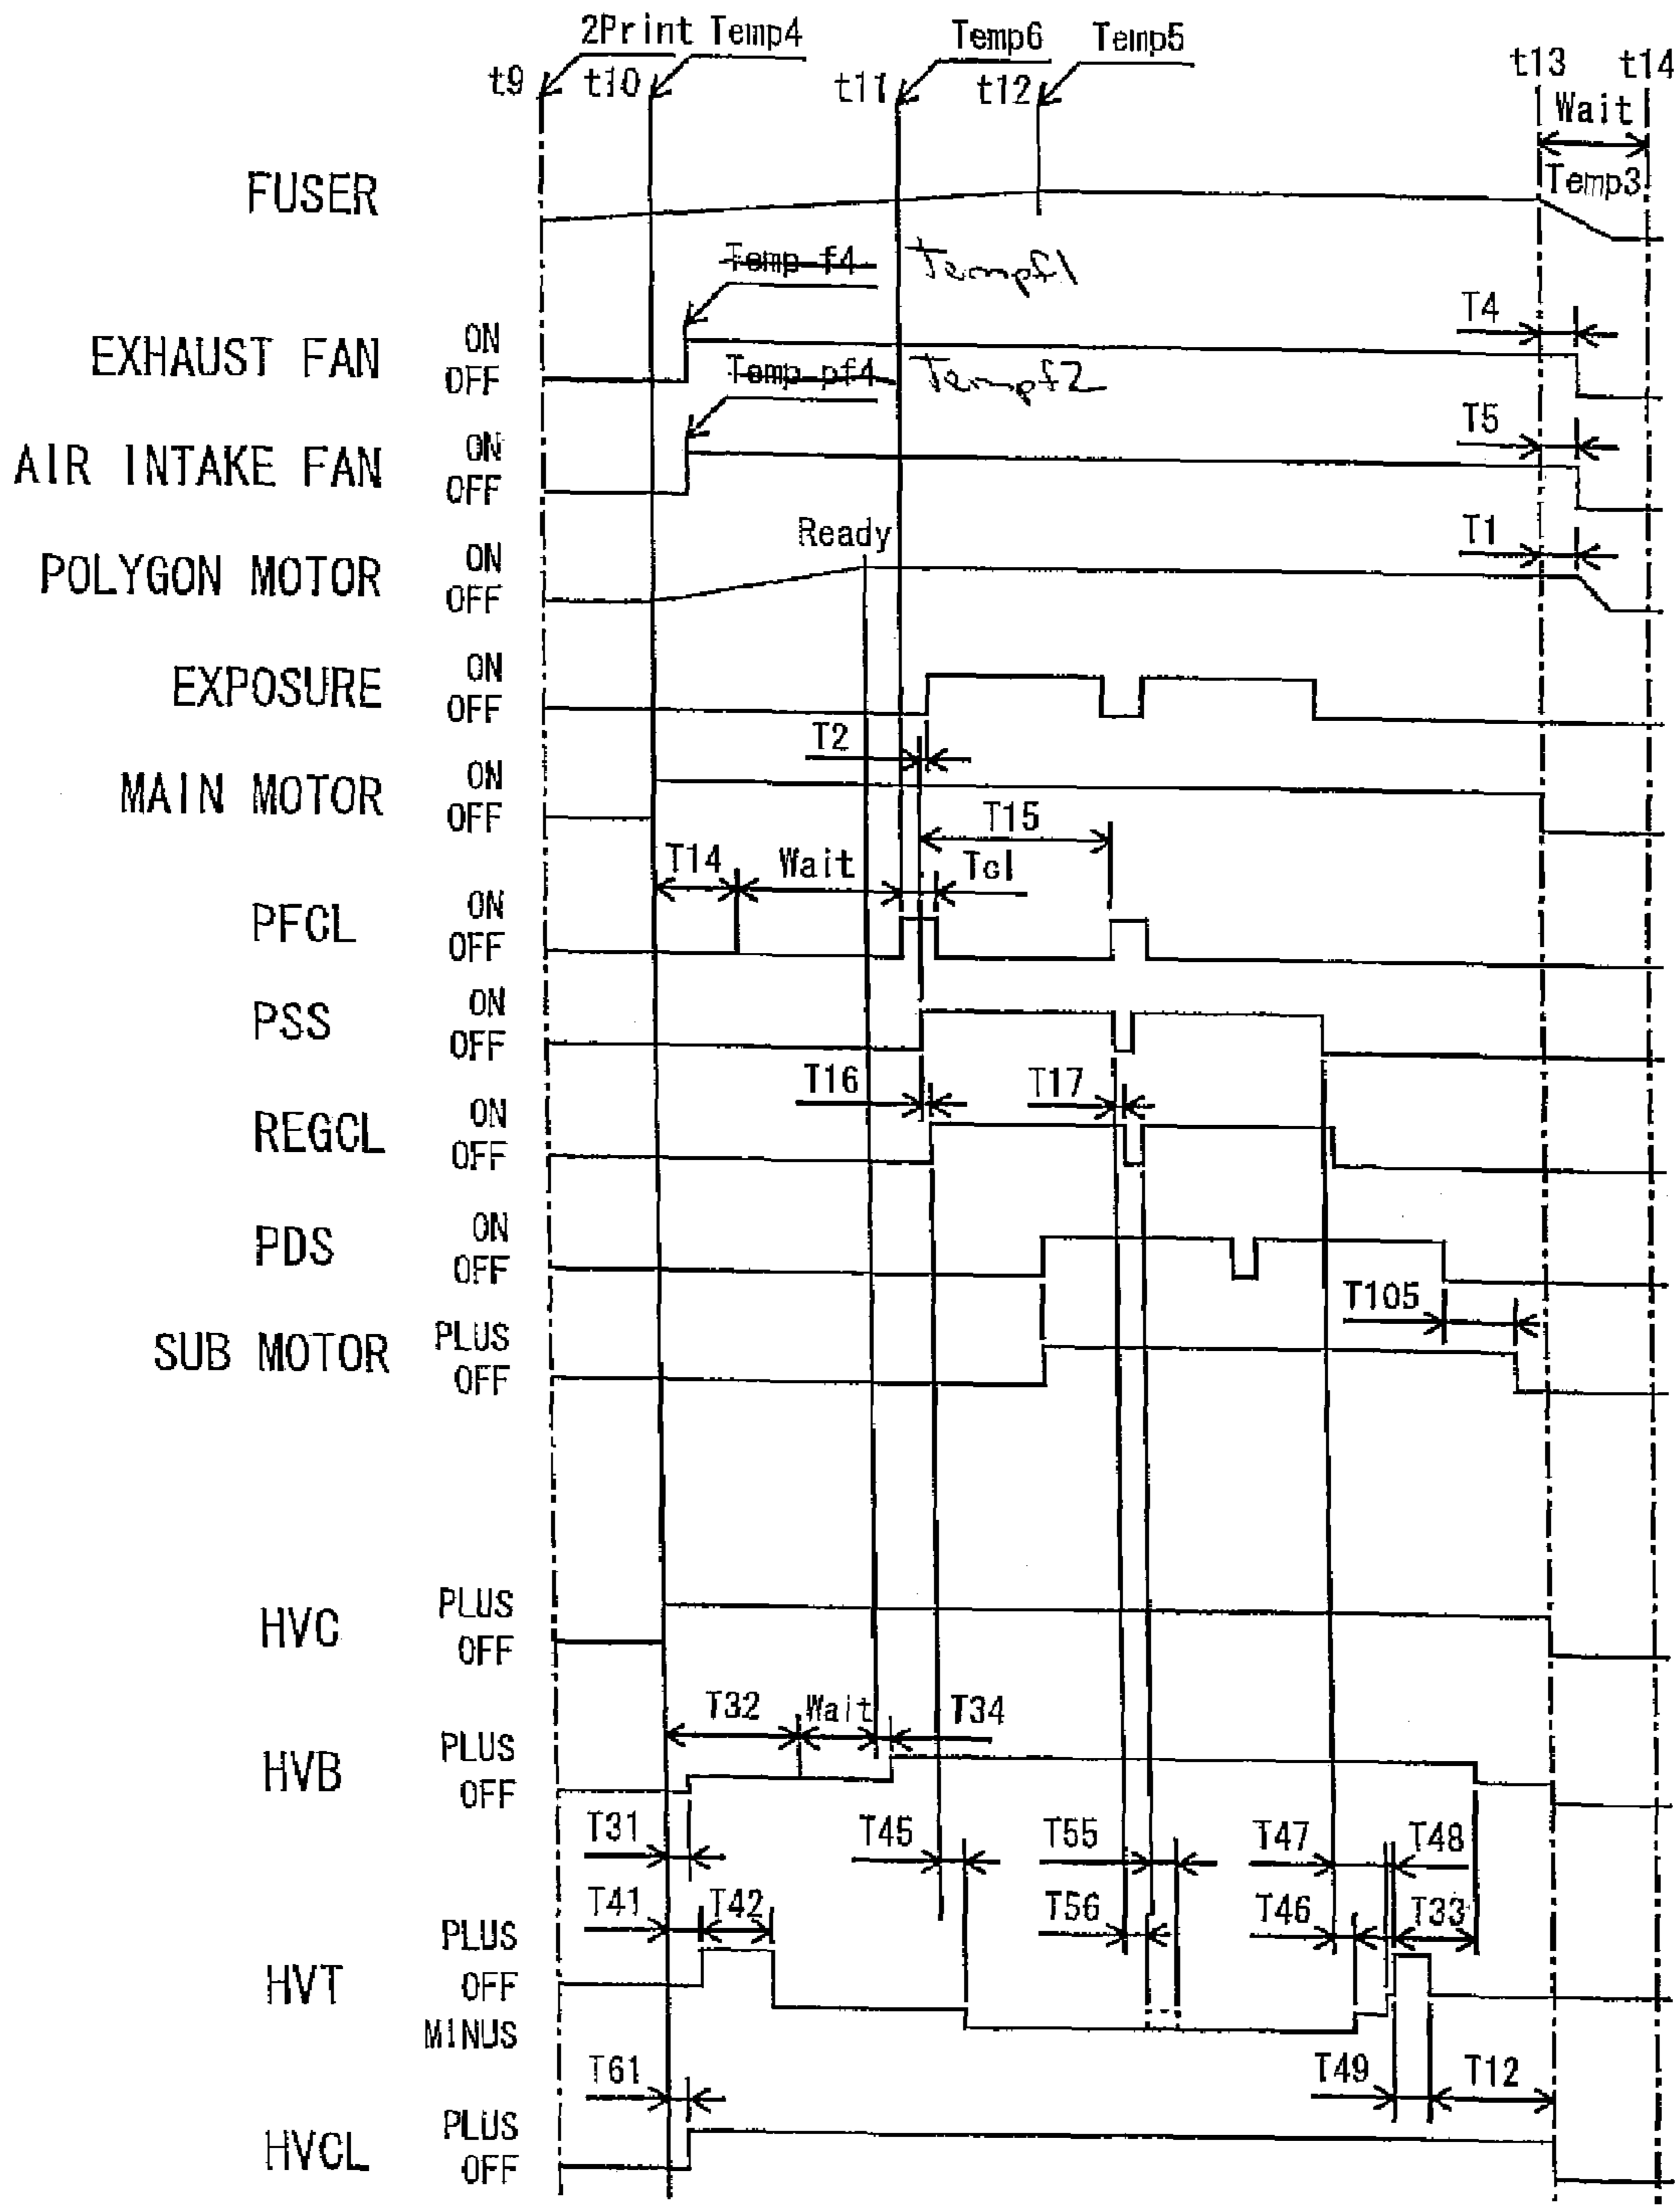 2Print Temp4 Temp6 Temp5
t9 t10 t11 t12 t13 t14
Wait
FUSER Temp3
Temp f4 Tempf1
T4
EXHAUST FAN ON
OFF
Temp pf4 Tempf2
T5
AIR INTAKE FAN ON
OFF
Ready T1
POLYGON MOTOR ON
OFF
EXPOSURE ON
OFF
T2
MAIN MOTOR ON
OFF
T15
T14 Wait Tcl
PFCL ON
OFF
PSS ON
OFF
T16 T17
REGCL ON
OFF
PDS ON
OFF
T105
SUB MOTOR PLUS
OFF
HVC PLUS
OFF
T32 Wait T34
HVB PLUS
OFF
T31 T45 T55 T47 T48
T41 T42 T56 T46 T33
HVT PLUS
OFF
MINUS
T61 T49 T12
HVCL PLUS
OFF